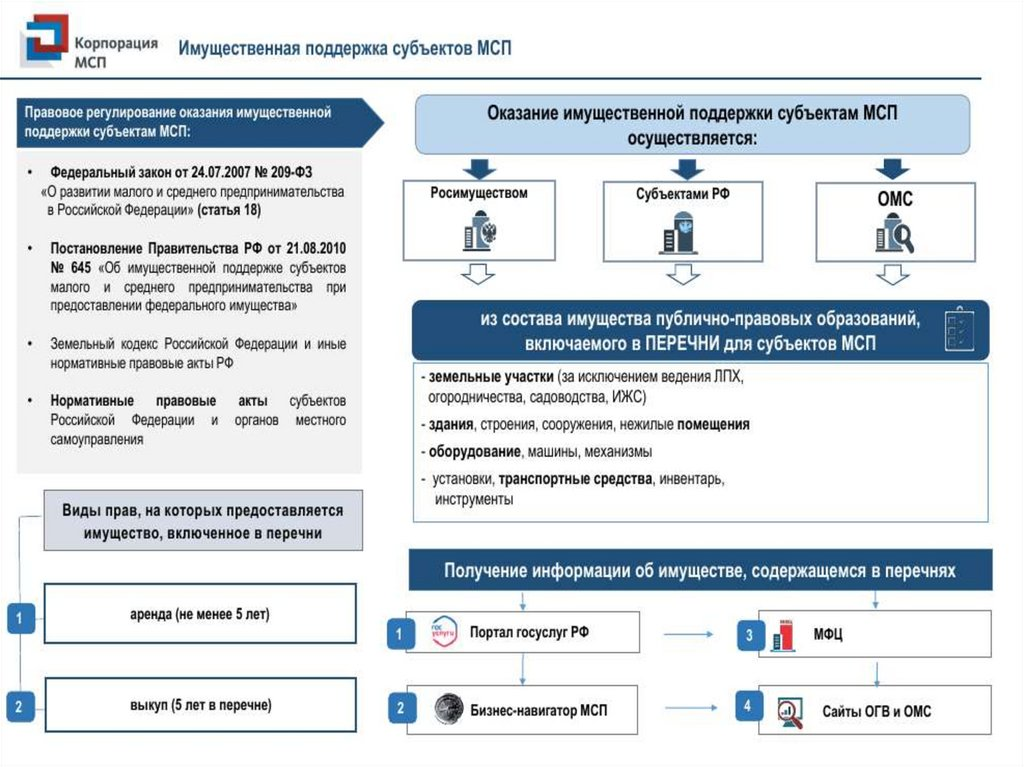 Корпорация
МСП
Имущественная поддержка субъектов МСП
Правовое регулирование оказания имущественной
поддержки субъектам МСП:
• Федеральный закон от 24.07.2007 № 209-ФЗ
«О развитии малого и среднего предпринимательства
в Российской Федерации» (статья 18)
• Постановление Правительства РФ от 21.08.2010
№ 645 «Об имущественной поддержке субъектов
малого и среднего предпринимательства при
предоставлении федерального имущества»
• Земельный кодекс Российской Федерации и иные
нормативные правовые акты РФ
• Нормативные правовые акты субъектов
Российской Федерации и органов местного
самоуправления
Виды прав, на которых предоставляется
имущество, включенное в перечни
1
аренда (не менее 5 лет)
2
выкуп (5 лет в перечне)
Оказание имущественной поддержки субъектам МСП
осуществляется:
Росимуществом
Субъектами РФ
ОМС
из состава имущества публично-правовых образований,
включаемого в ПЕРЕЧНИ для субъектов МСП
- земельные участки (за исключением ведения ЛПХ,
огородничества, садоводства, ИЖС)
- здания, строения, сооружения, нежилые помещения
- оборудование, машины, механизмы
- установки, транспортные средства, инвентарь,
инструменты
Получение информации об имуществе, содержащемся в перечнях
1
гос
услуги
Портал госуслуг РФ
2
Бизнес-навигатор МСП
3
МФЦ
4
Сайты ОГВ и ОМС